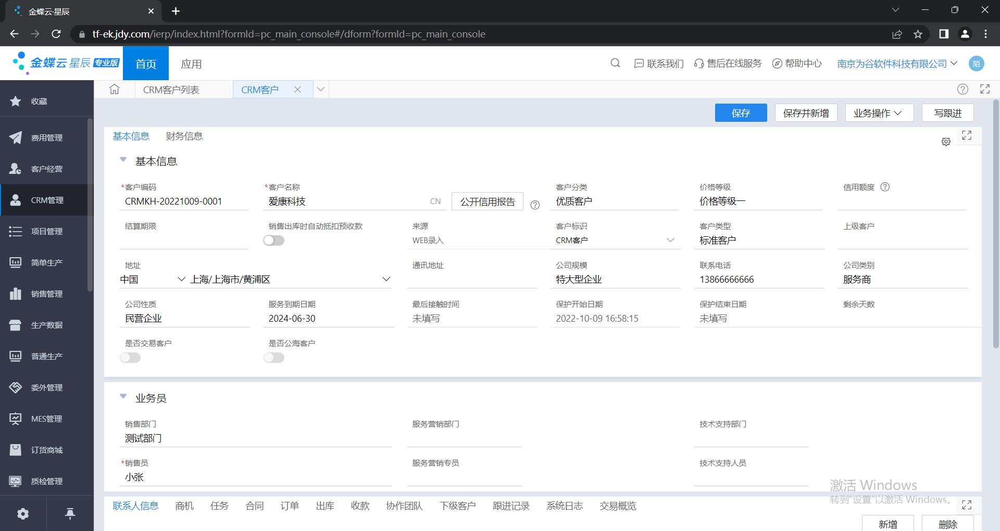 金蝶云·星辰
tf-ek.jdy.com/ierp/index.html?formId=pc_main_console#/dform?formId=pc_main_console
金蝶云 星辰 专业版 首页 应用 联系我们 售后在线服务 帮助中心 南京为谷软件科技有限公司 陌
CRM客户列表 CRM客户
收藏
费用管理
客户经营
CRM管理
项目管理
简单生产
销售管理
生产数据
普通生产
委外管理
MES管理
订货商城
质检管理
保存 保存并新增 业务操作 写跟进
基本信息 财务信息
基本信息
*客户编码 *客户名称 客户分类 价格等级 信用额度
CRMKH-20221009-0001 爱康科技 CN 公开信用报告 优质客户 价格等级一
结算期限 销售出库时自动抵扣预收款 来源 客户标识 客户类型 上级客户
WEB录入 CRM客户 标准客户
地址 通讯地址 公司规模 联系电话 公司类别
中国 上海/上海市/黄浦区 特大型企业 13866666666 服务商
公司性质 服务到期日期 最后接触时间 保护开始日期 保护结束日期 剩余天数
民营企业 2024-06-30 未填写 2022-10-09 16:58:15 未填写
是否交易客户 是否公海客户
业务员
销售部门 服务营销部门 技术支持部门
测试部门
*销售员 服务营销专员 技术支持人员
小张
激活 Windows
转到“设置”以激活 Windows。
联系人信息 商机 任务 合同 订单 出库 收款 协作团队 下级客户 跟进记录 系统日志 交易概览
新增 删除